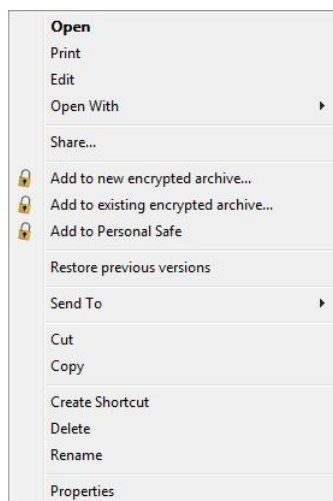 Open
Print
Edit
Open With
Share...
Add to new encrypted archive...
Add to existing encrypted archive...
Add to Personal Safe
Restore previous versions
Send To
Cut
Copy
Create Shortcut
Delete
Rename
Properties